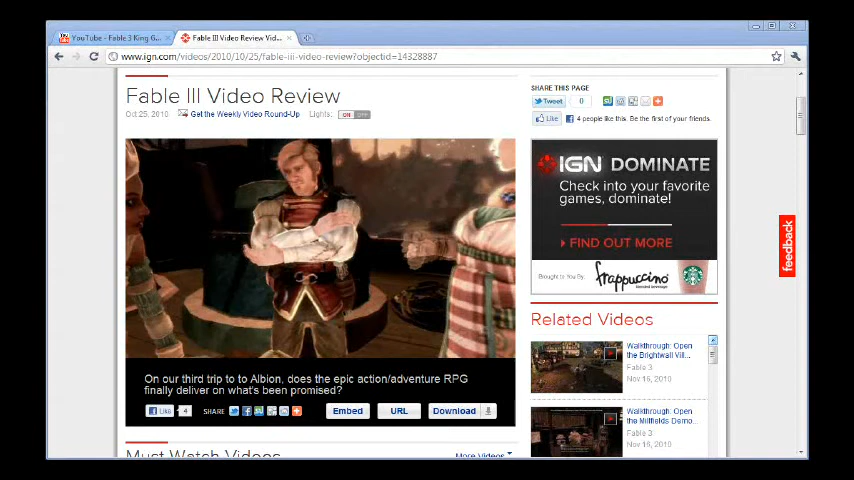 YouTube - Fable 3 King G...
Fable III Video Review Vid...
www.ign.com/videos/2010/10/25/fable-iii-video-review?objectid=14328887
Fable III Video Review
Oct 25, 2010
Get the Weekly Video Round-Up
Lights:
ON
OFF
SHARE THIS PAGE
Tweet
0
Like
4 people like this. Be the first of your friends.
IGN DOMINATE
Check into your favorite
games, dominate!
FIND OUT MORE
Brought to You By:
frappuccino
feedback
Related Videos
Walkthrough: Open
the Brightwall Vill...
Fable 3
Nov 16, 2010
Walkthrough: Open
the Millfields Demo...
Fable 3
Nov 16, 2010
On our third trip to to Albion, does the epic action/adventure RPG
finally deliver on what's been promised?
Like
4
SHARE
Embed
URL
Download
Must Watch Videos
More Videos